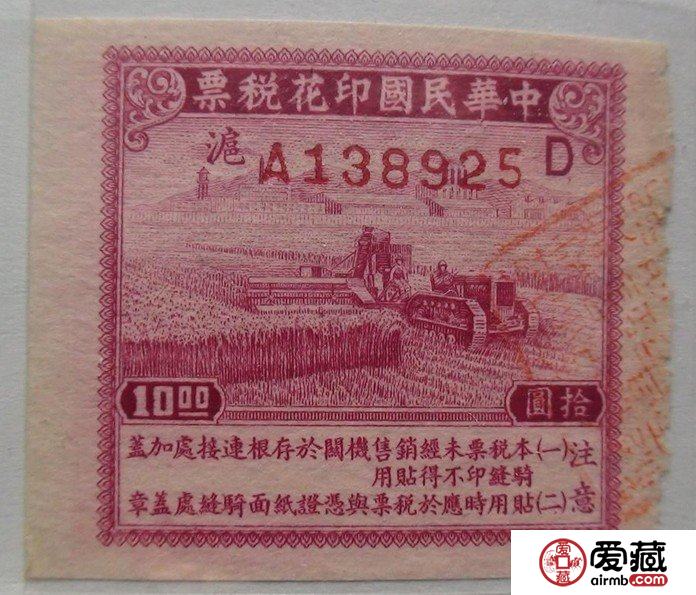 中華民國印花税票
滬 A138925 D
10.00
拾圓
注意
(一)本税票未經銷售機關於存根連接處加蓋
騎縫印不得貼用
(二)貼用時應於税票與憑證紙面騎縫處蓋章
爱藏
airmb.com